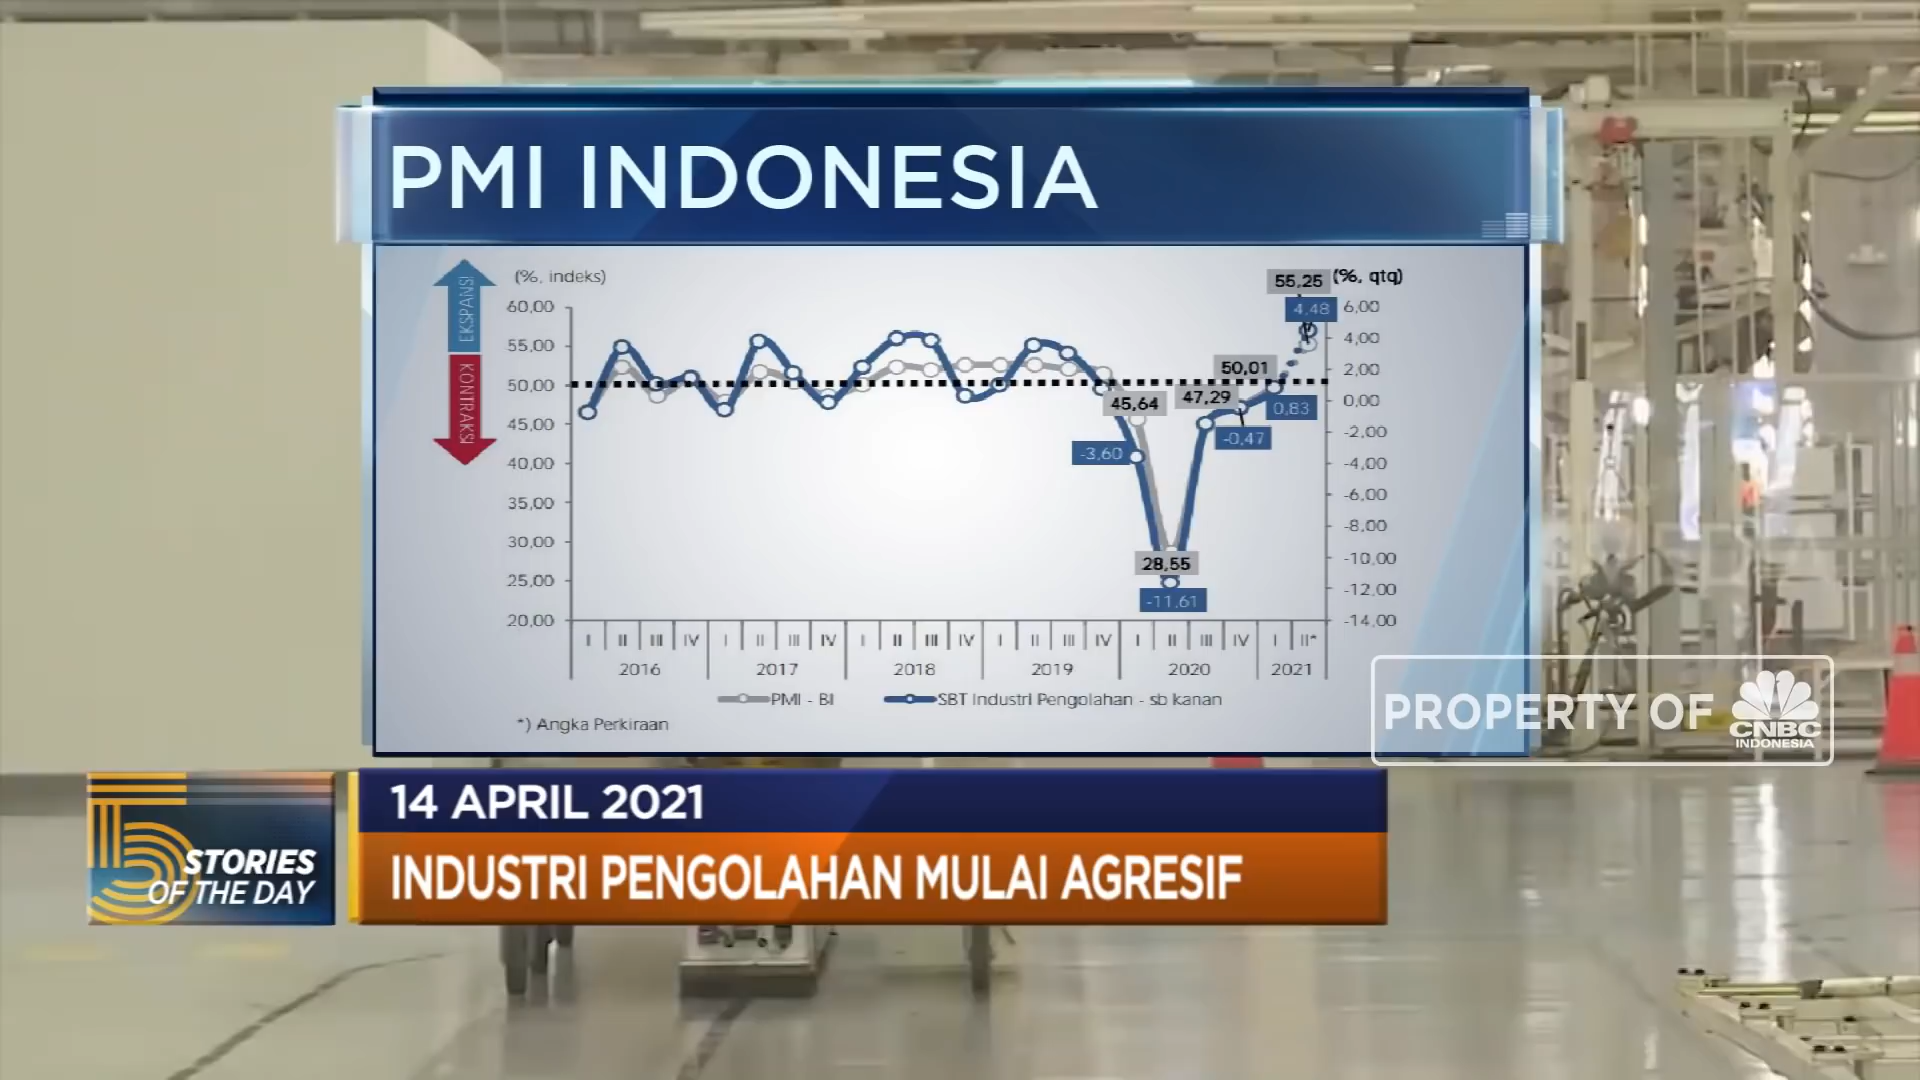 PMI INDONESIA
EKSPANSI
KONTRAKSI
(%, indeks)
(%, qtq)
60,00
55,00
50,00
45,00
40,00
35,00
30,00
25,00
20,00
55,25
4,48
50,01
0,83
47,29
-0,47
45,64
-3,60
28,55
-11,61
6,00
4,00
2,00
0,00
-2,00
-4,00
-6,00
-8,00
-10,00
-12,00
-14,00
I II III IV I II III IV I II III IV I II III IV I II III IV I II*
2016 2017 2018 2019 2020 2021
PMI - BI SBT Industri Pengolahan - sb kanan
*) Angka Perkiraan
PROPERTY OF CNBC INDONESIA
5 STORIES OF THE DAY
14 APRIL 2021
INDUSTRI PENGOLAHAN MULAI AGRESIF